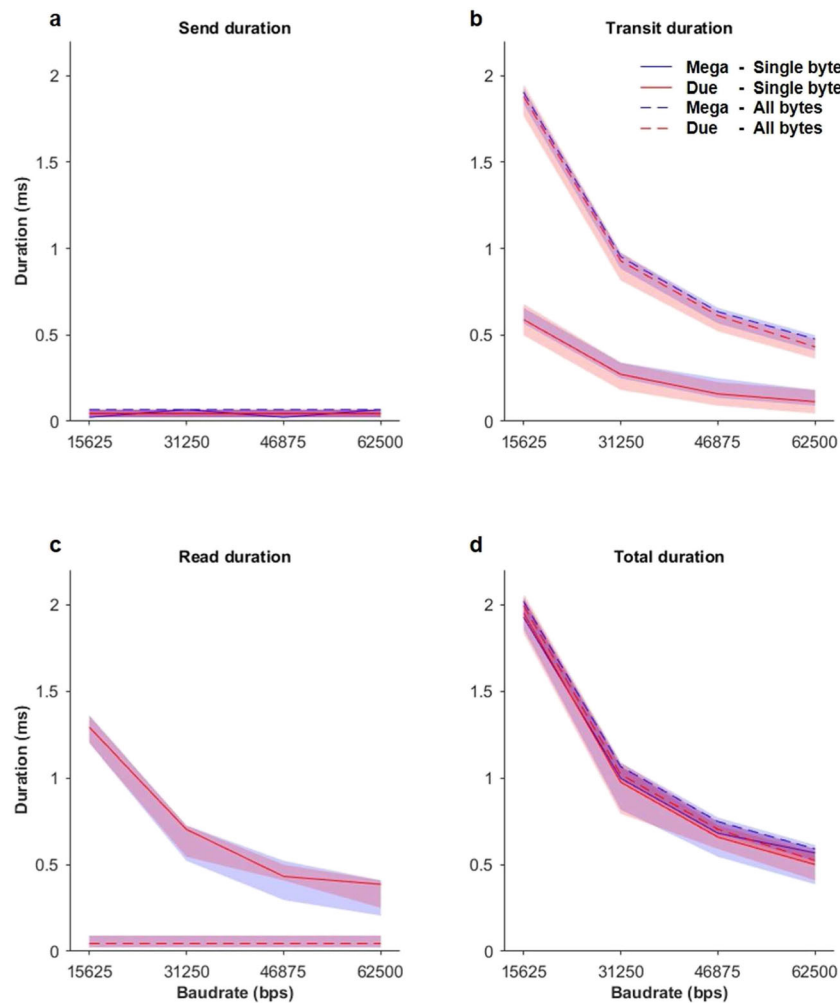 a
Send duration
2
1.5
1
0.5
0
Duration (ms)
15625 31250 46875 62500
b
Transit duration
Mega - Single byte
Due - Single byte
Mega - All bytes
Due - All bytes
2
1.5
1
0.5
0
15625 31250 46875 62500
c
Read duration
2
1.5
1
0.5
0
Duration (ms)
15625 31250 46875 62500
Baudrate (bps)
d
Total duration
2
1.5
1
0.5
0
15625 31250 46875 62500
Baudrate (bps)